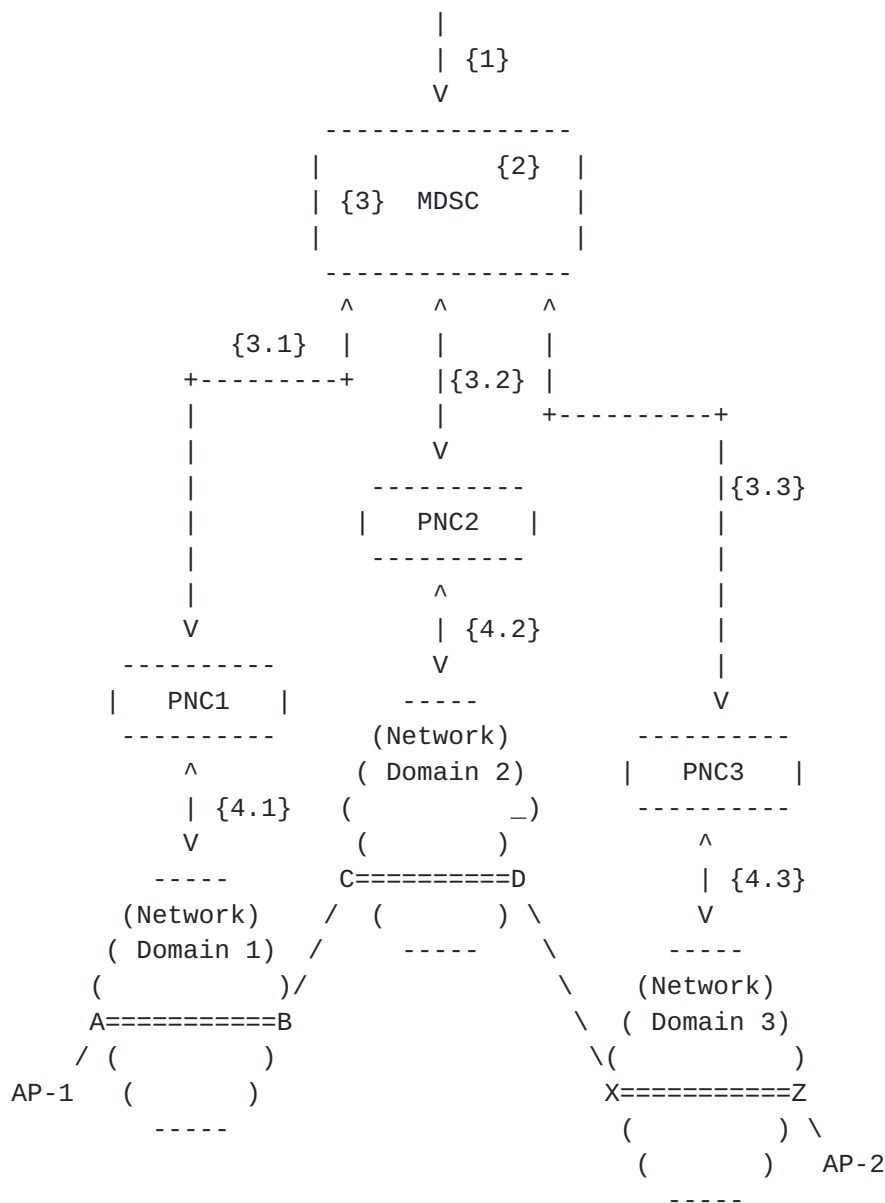 |
                            | {1}
                            V
                     ----------------
                    |           {2}  |
                    | {3}  MDSC      |
                    |                |
                     ----------------
                      ^     ^      ^
               {3.1}  |     |      |
            +---------+     |{3.2} |
            |               |      +----------+
            |               V                 |
            |           ----------            |{3.3}
            |          |   PNC2   |           |
            |           ----------            |
            |               ^                 |
            V               | {4.2}           |
        ----------          V                 |
       |   PNC1   |       -----               V
        ----------      (Network)        ----------
            ^          ( Domain 2)      |   PNC3   |
            | {4.1}   (          _)      ----------
            V          (        )            ^
          -----       C==========D           | {4.3}
        (Network)    /  (       ) \          V
       ( Domain 1)  /     -----    \       -----
      (           )/                \    (Network)
      A===========B                  \  ( Domain 3)
     / (         )                    \(           )
 AP-1   (       )                      X===========Z
          -----                         (         ) \
                                         (       )   AP-2
                                           -----